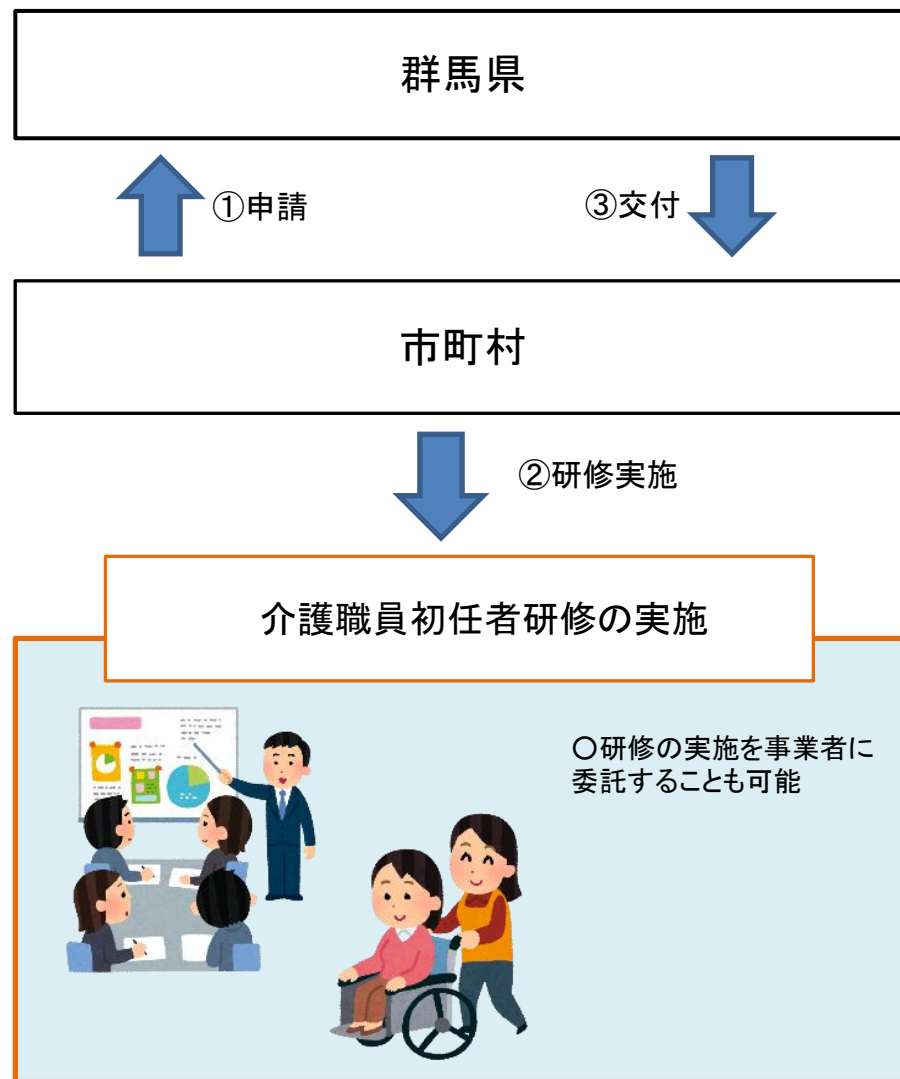 群馬県
①申請
③交付
市町村
②研修実施
介護職員初任者研修の実施
〇研修の実施を事業者に
委託することも可能